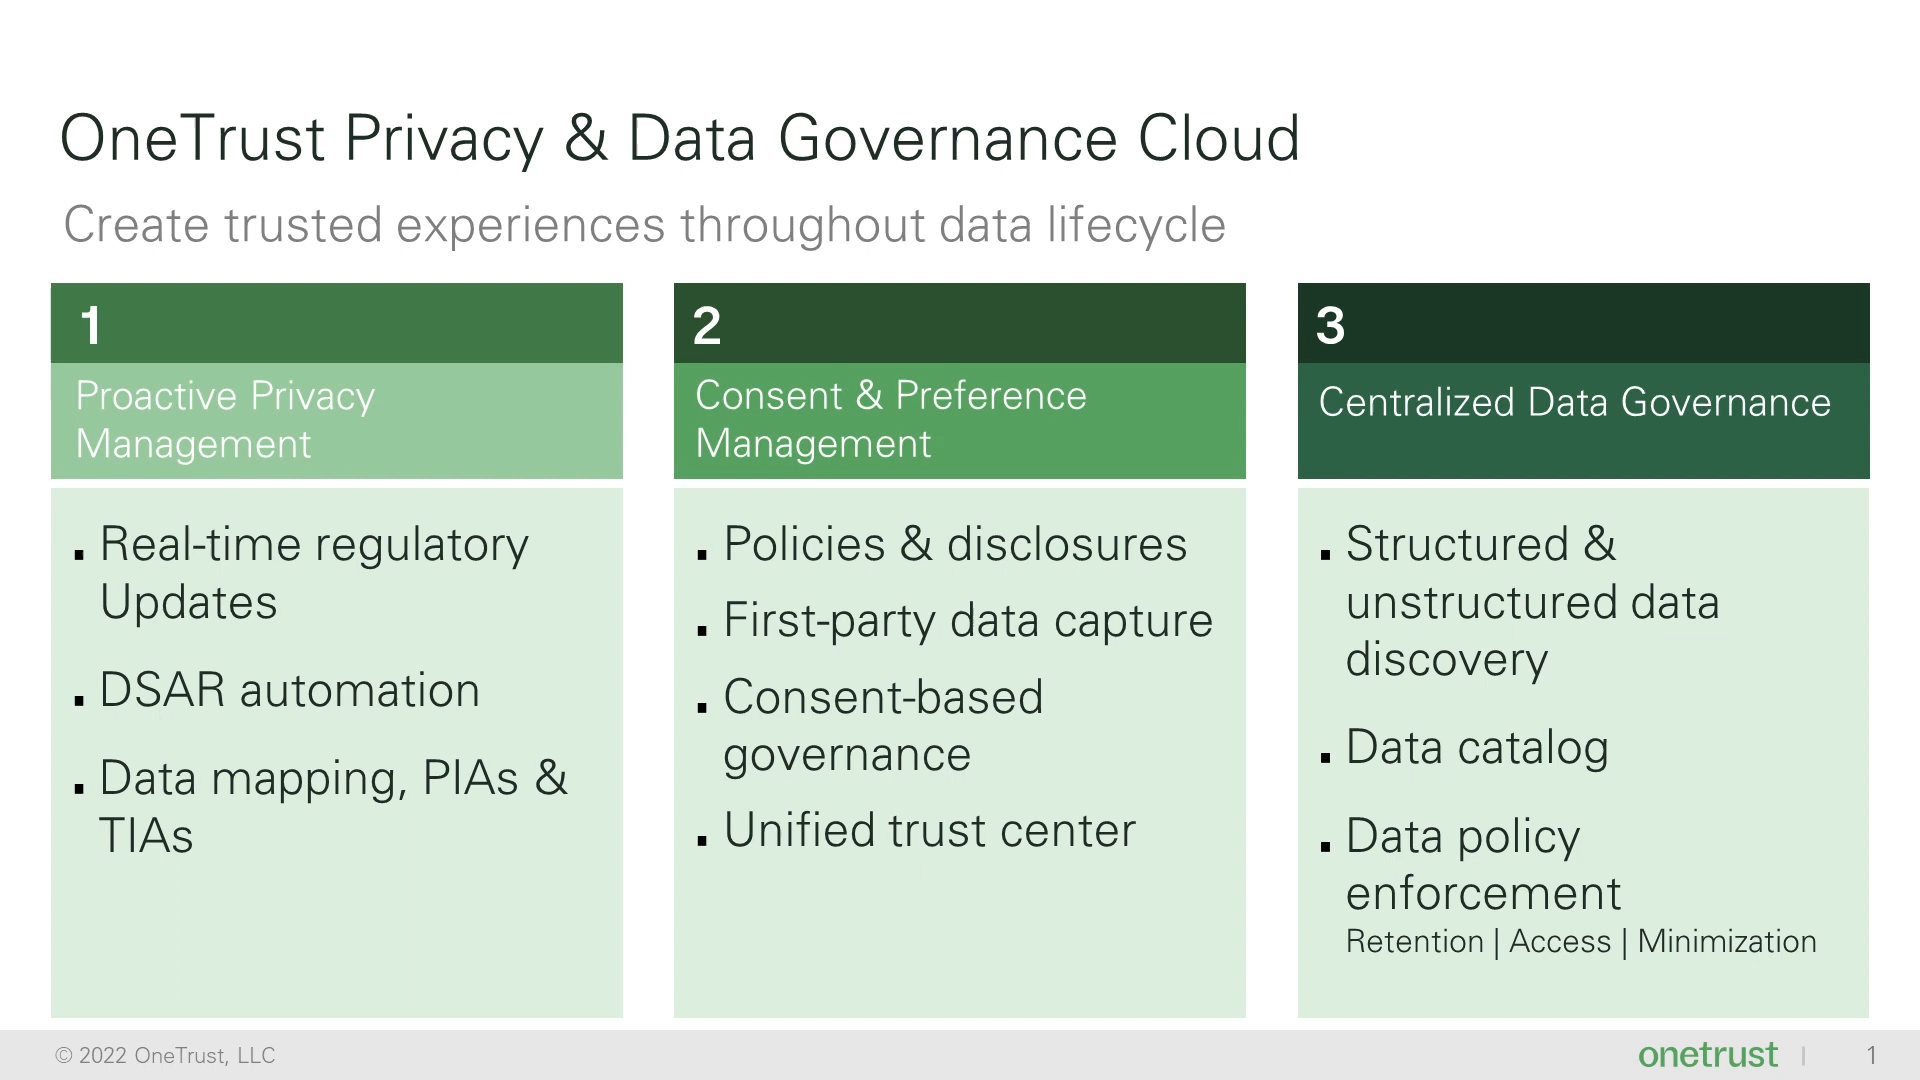 OneTrust Privacy & Data Governance Cloud
Create trusted experiences throughout data lifecycle
1
Proactive Privacy
Management
▪ Real-time regulatory
Updates
▪ DSAR automation
▪ Data mapping, PIAs &
TIAs
2
Consent & Preference
Management
▪ Policies & disclosures
▪ First-party data capture
▪ Consent-based
governance
▪ Unified trust center
3
Centralized Data Governance
▪ Structured &
unstructured data
discovery
▪ Data catalog
▪ Data policy
enforcement
Retention | Access | Minimization
© 2022 OneTrust, LLC
onetrust | 1